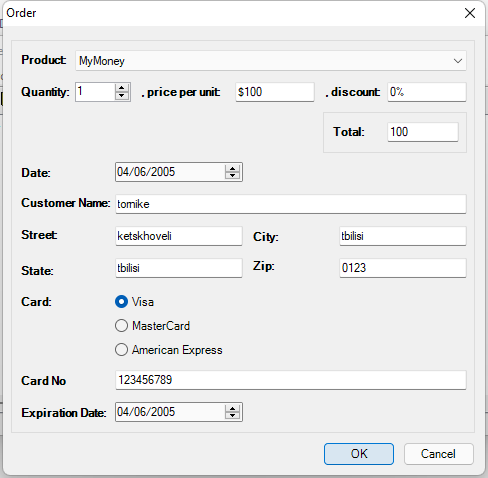 Order
Product: MyMoney
Quantity: 1 , price per unit: $100 , discount: 0%
Total: 100
Date: 04/06/2005
Customer Name: tornike
Street: ketskhoveli City: tbilisi
State: tbilisi Zip: 0123
Card: Visa
MasterCard
American Express
Card No 123456789
Expiration Date: 04/06/2005
OK Cancel